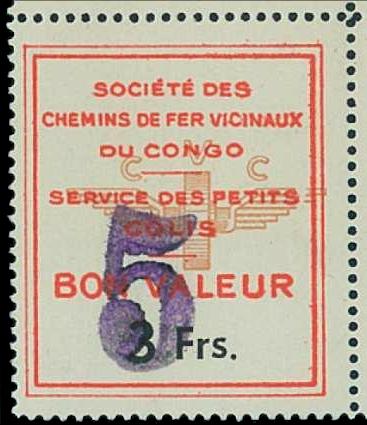 SOCIÉTÉ DES
CHEMINS DE FER VICINAUX
DU CONGO
C V C
SERVICE DES PETITS
COLIS
BON VALEUR
5
3 Frs.